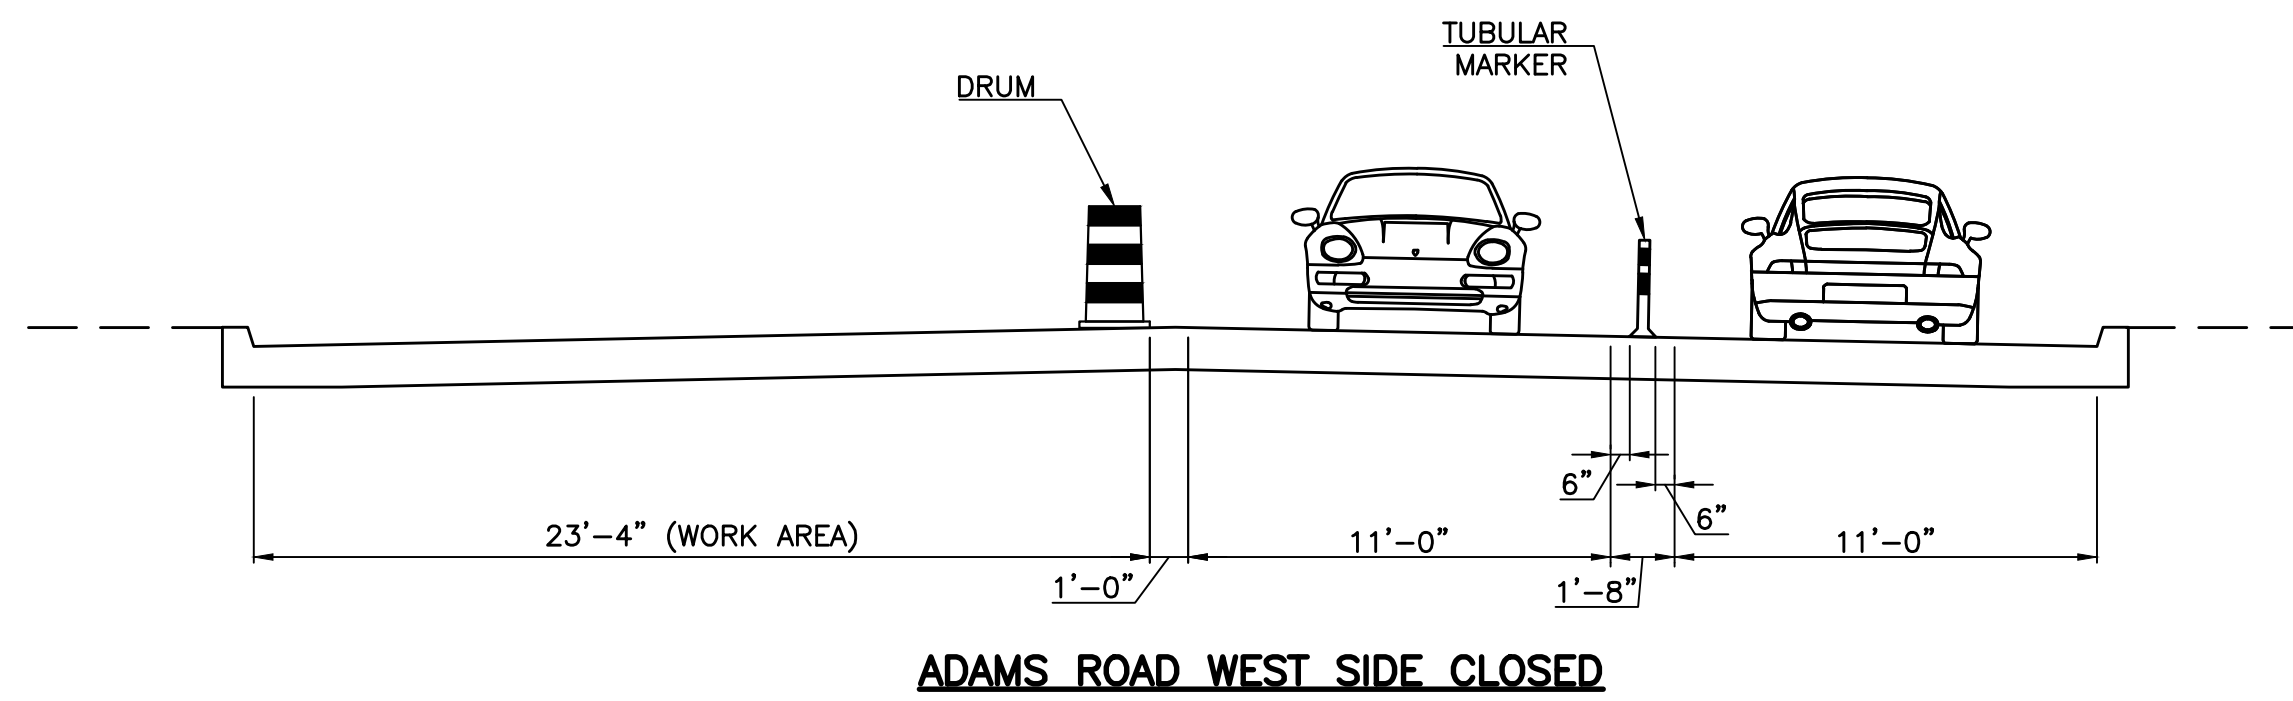 TUBULAR
MARKER
DRUM
6”
6”
23’-4” (WORK AREA)
11’-0”
11’-0”
1’-0”
1’-8”
ADAMS ROAD WEST SIDE CLOSED